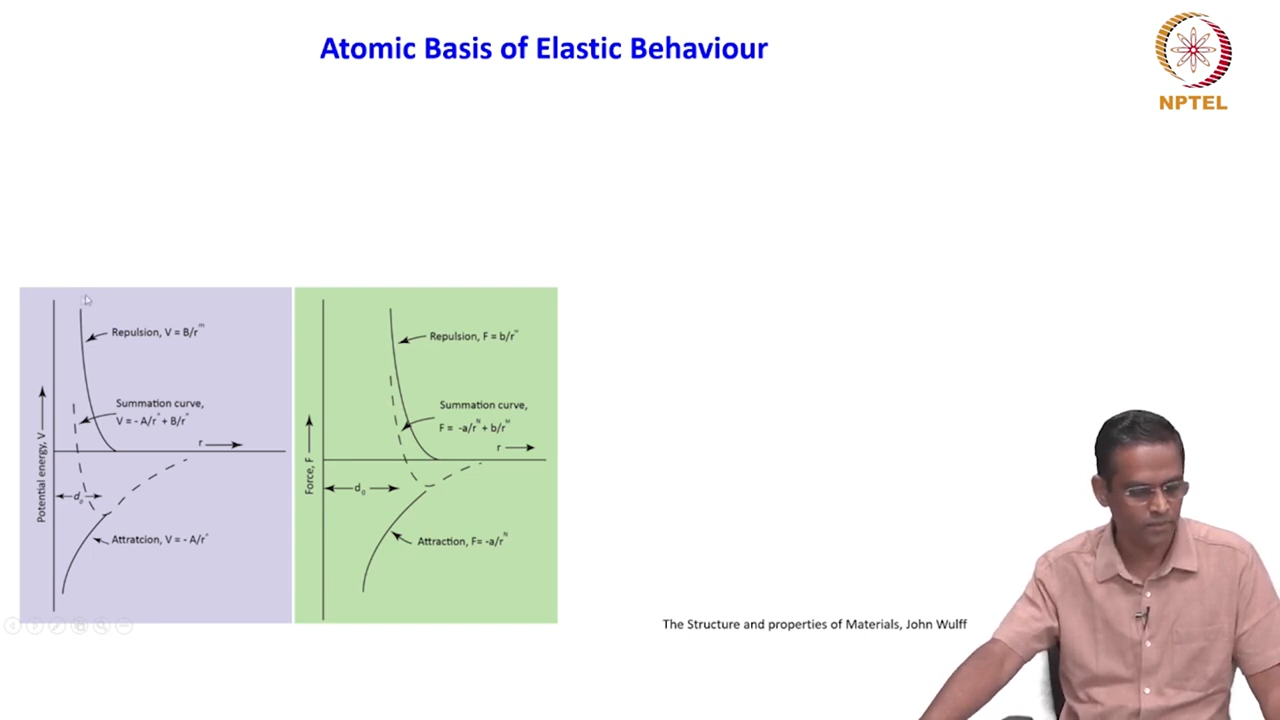 Atomic Basis of Elastic Behaviour
NPTEL
Repulsion, V = B/r^m
Summation curve,
V = - A/r^n + B/r^n
r
Potential energy, V
d₀
Attratcion, V = - A/r^n
Repulsion, F = b/r^m
Summation curve,
F = -a/r^N + b/r^M
r
Force, F
d₀
Attraction, F= -a/r^N
The Structure and properties of Materials, John Wulff